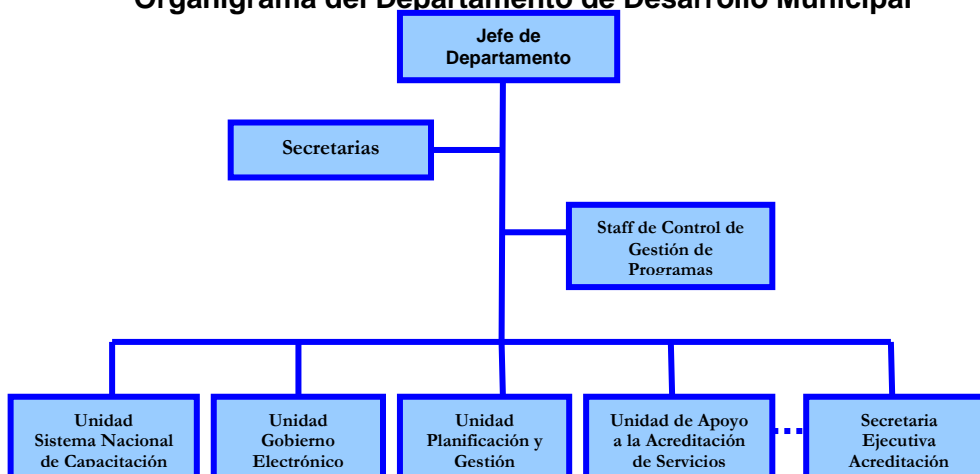 Organigrama del Departamento de Desarrollo Municipal
Jefe de
Departamento
Secretarias
Staff de Control de
Gestión de
Programas
Unidad
Sistema Nacional
de Capacitación
Unidad
Gobierno
Electrónico
Unidad
Planificación y
Gestión
Unidad de Apoyo
a la Acreditación
de Servicios
Secretaria
Ejecutiva
Acreditación